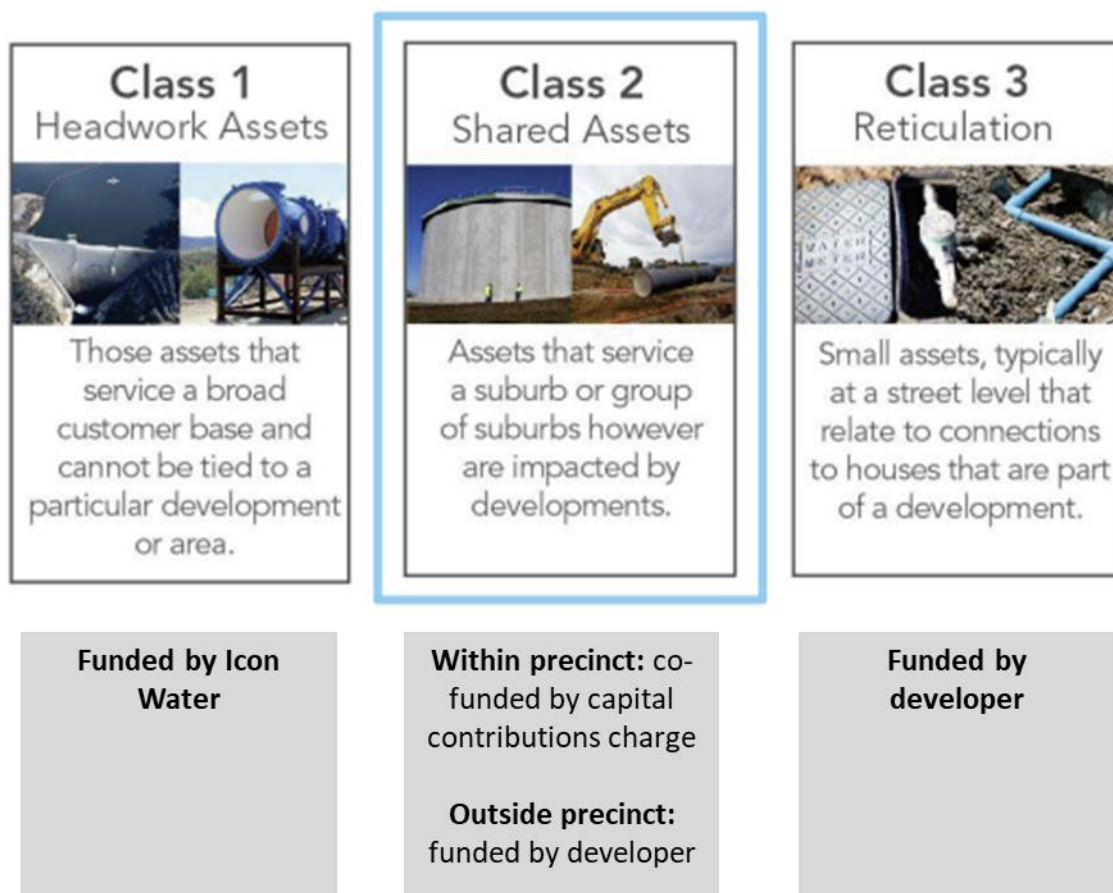 Class 1
Headwork Assets
Those assets that
service a broad
customer base and
cannot be tied to a
particular development
or area.
Class 2
Shared Assets
Assets that service
a suburb or group
of suburbs however
are impacted by
developments.
Class 3
Reticulation
WATER
METER
Small assets, typically
at a street level that
relate to connections
to houses that are part
of a development.
Funded by Icon
Water
Within precinct: co-
funded by capital
contributions charge
Outside precinct:
funded by developer
Funded by
developer